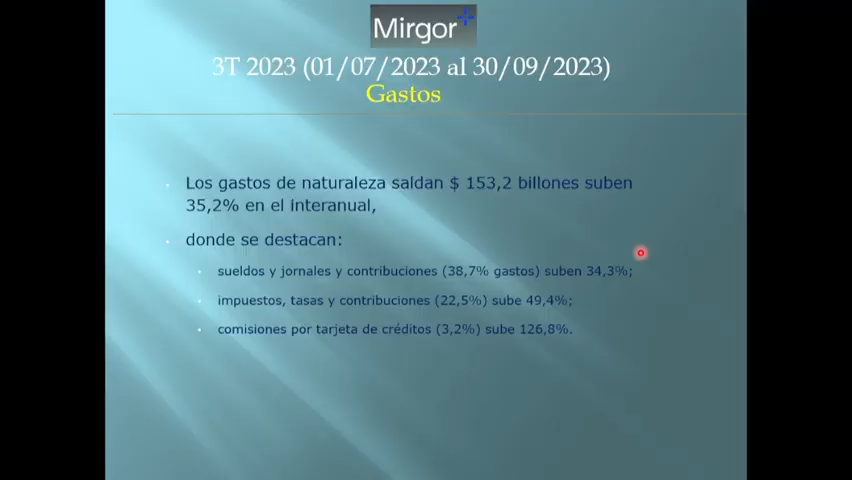 Mirgor
3T 2023 (01/07/2023 al 30/09/2023)
Gastos
Los gastos de naturaleza saldan $ 153,2 billones suben
35,2% en el interanual,
donde se destacan:
sueldos y jornales y contribuciones (38,7% gastos) suben 34,3%;
impuestos, tasas y contribuciones (22,5%) sube 49,4%;
comisiones por tarjeta de créditos (3,2%) sube 126,8%.